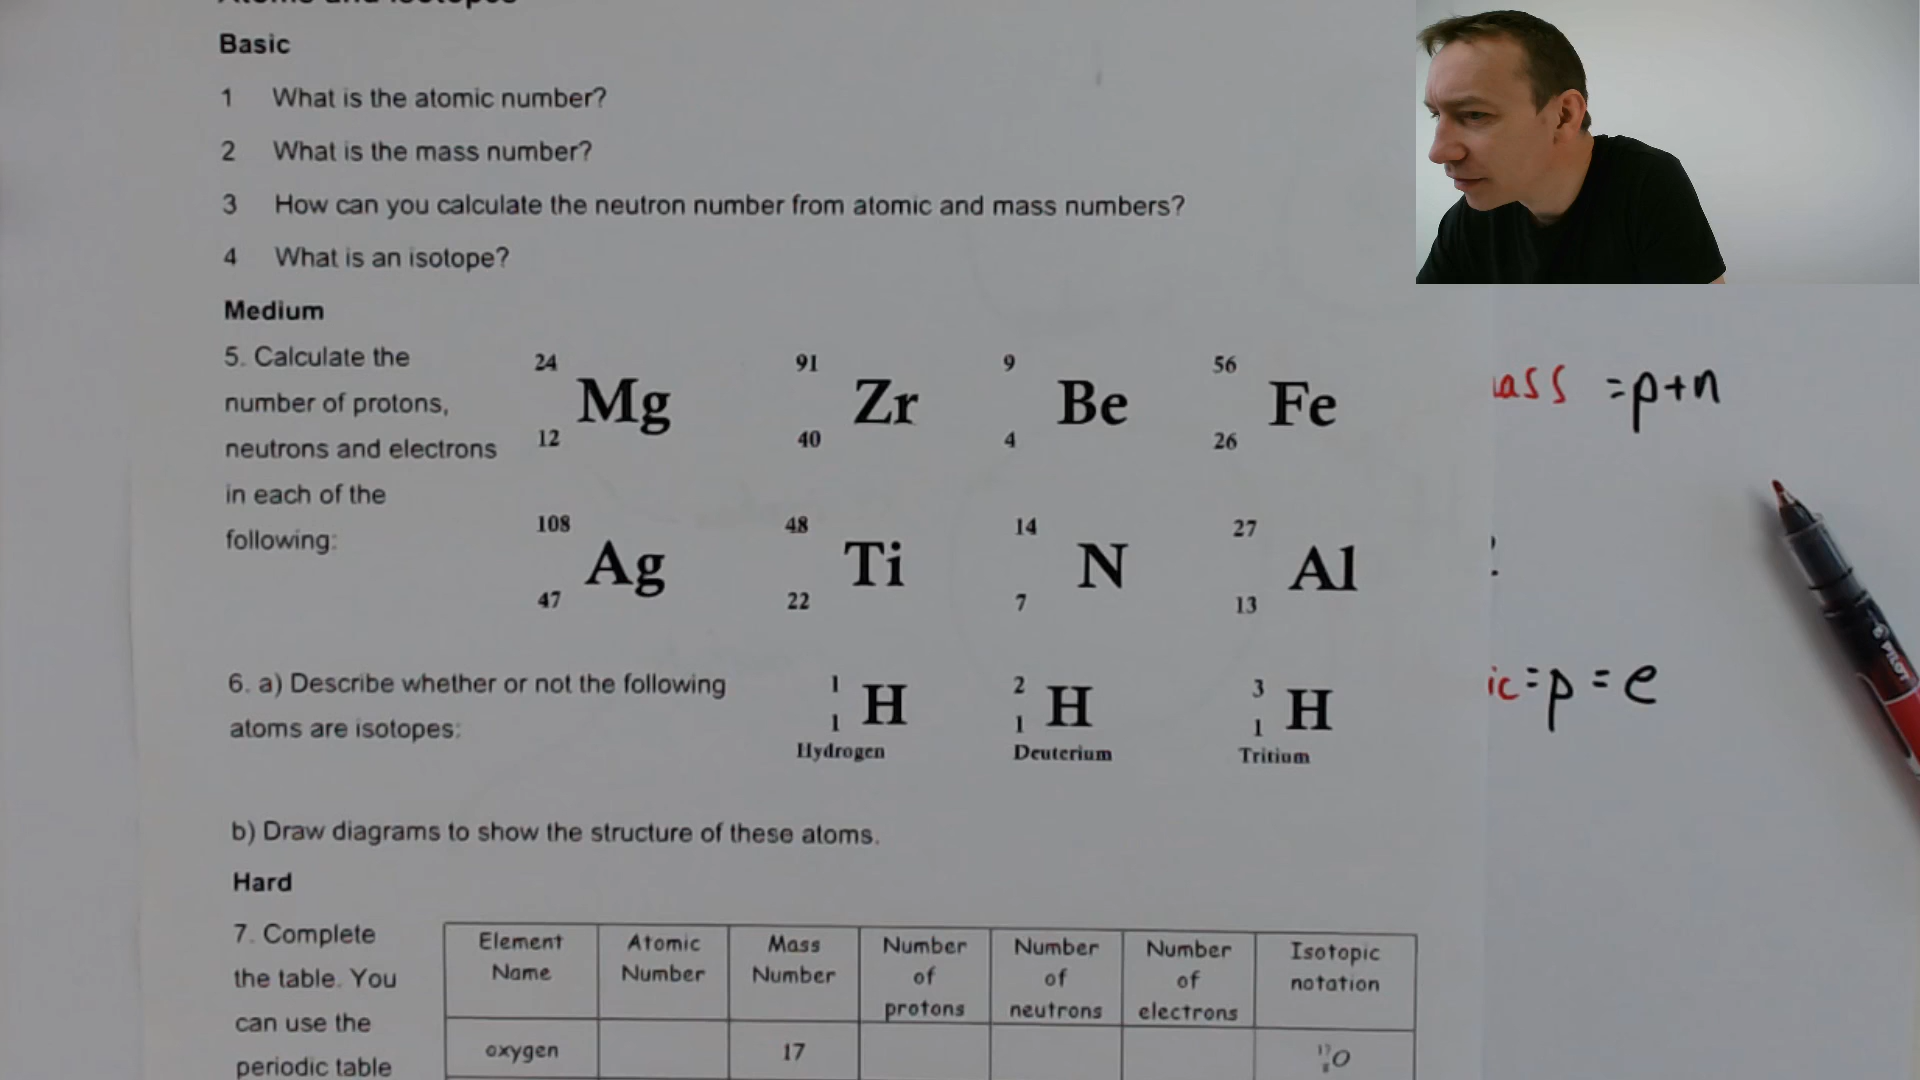 Atoms and isotopes
Basic
1 What is the atomic number?
2 What is the mass number?
3 How can you calculate the neutron number from atomic and mass numbers?
4 What is an isotope?
Medium
5. Calculate the
number of protons,
neutrons and electrons
in each of the
following:
24 91 9 56
Mg Zr Be Fe
12 40 4 26
108 48 14 27
Ag Ti N Al
47 22 7 13
=p+n
ic=p=e
6. a) Describe whether or not the following
atoms are isotopes:
1 2 3
H H H
1 1 1
Hydrogen Deuterium Tritium
b) Draw diagrams to show the structure of these atoms.
Hard
7. Complete
the table. You
can use the
periodic table
Element Name
Atomic Number
Mass Number
Number of protons
Number of neutrons
Number of electrons
Isotopic notation
oxygen 17 17 8 O
PILOT